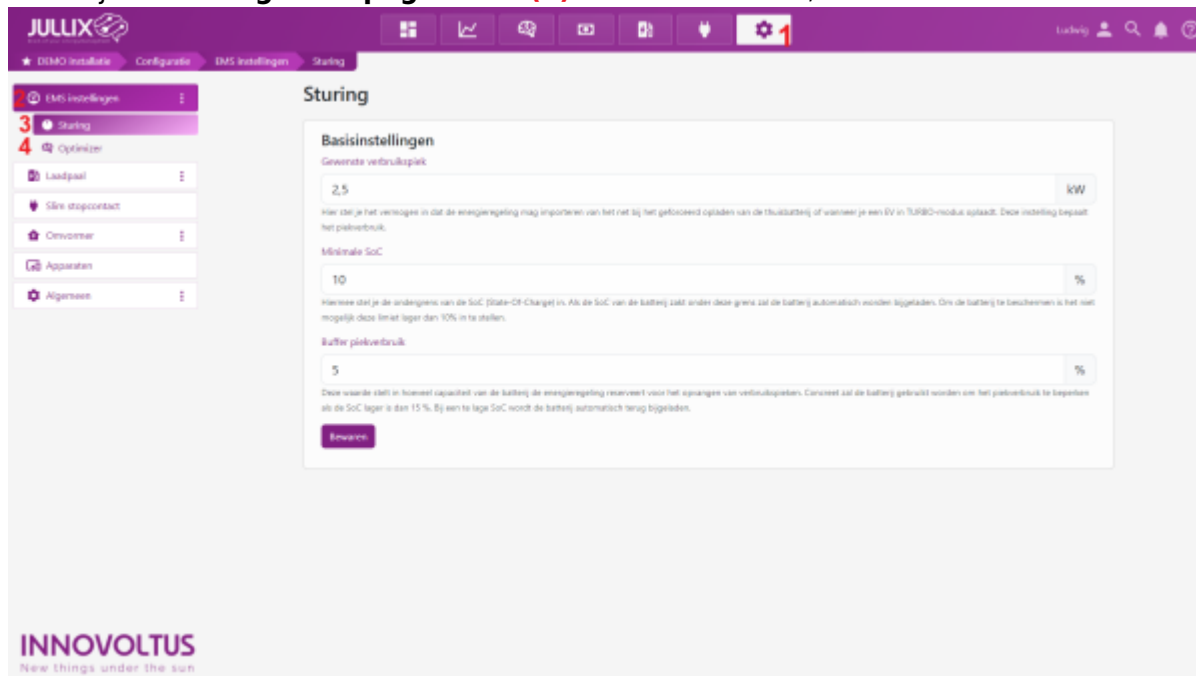 JULLIX
1
Ludwig
DEMO Installatie Configuratie EMS instellingen Sturing
2 EMS instellingen
3 Sturing
4 Optimizer
Laadpaal
Slim stopcontact
Omvormer
Apparaten
Algemeen
Sturing
Basisinstellingen
Gewenste verbruikspiek
2,5 kW
Hier stel je het vermogen in dat de energieregeling mag importeren van het net bij het geforceerd opladen van de thuisbatterij of wanneer je een EV in TURBO-modus oplaadt. Deze instelling bepaalt
het piekverbruik.
Minimale SoC
10 %
Hiermee stel je de ondergrens van de SoC (State-Of-Charge) in. Als de SoC van de batterij zakt onder deze grens zal de batterij automatisch worden bijgeladen. Om de batterij te beschermen is het niet
mogelijk deze limiet lager dan 10% in te stellen.
Buffer piekverbruik
5 %
Deze waarde stelt in hoeveel capaciteit van de batterij de energieregeling reserveert voor het opvangen van verbruikspieken. Concreet zal de batterij gebruikt worden om het piekverbruik te beperken
als de SoC lager is dan 15 %. Bij een te lage SoC wordt de batterij automatisch terug bijgeladen.
Bewaren
INNOVOLTUS
New things under the sun